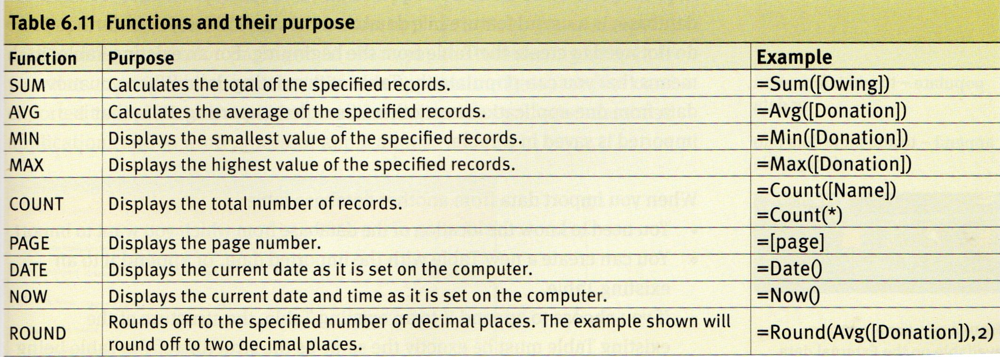 Table 6.11 Functions and their purpose
Function Purpose Example
SUM Calculates the total of the specified records. =Sum([Owing])
AVG Calculates the average of the specified records. =Avg([Donation])
MIN Displays the smallest value of the specified records. =Min([Donation])
MAX Displays the highest value of the specified records. =Max([Donation])
COUNT Displays the total number of records. =Count([Name])
=Count(*)
PAGE Displays the page number. =[page]
DATE Displays the current date as it is set on the computer. =Date()
NOW Displays the current date and time as it is set on the computer. =Now()
ROUND Rounds off to the specified number of decimal places. The example shown will
round off to two decimal places. =Round(Avg([Donation]),2)